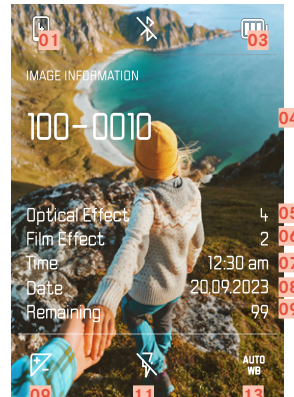 01
03
IMAGE INFORMATION
100-0010
04
Optical Effect 4
05
Film Effect 2
06
Time 12:30 am
07
Date 20.09.2023
08
Remaining 99
09
AUTO
WB
11
13